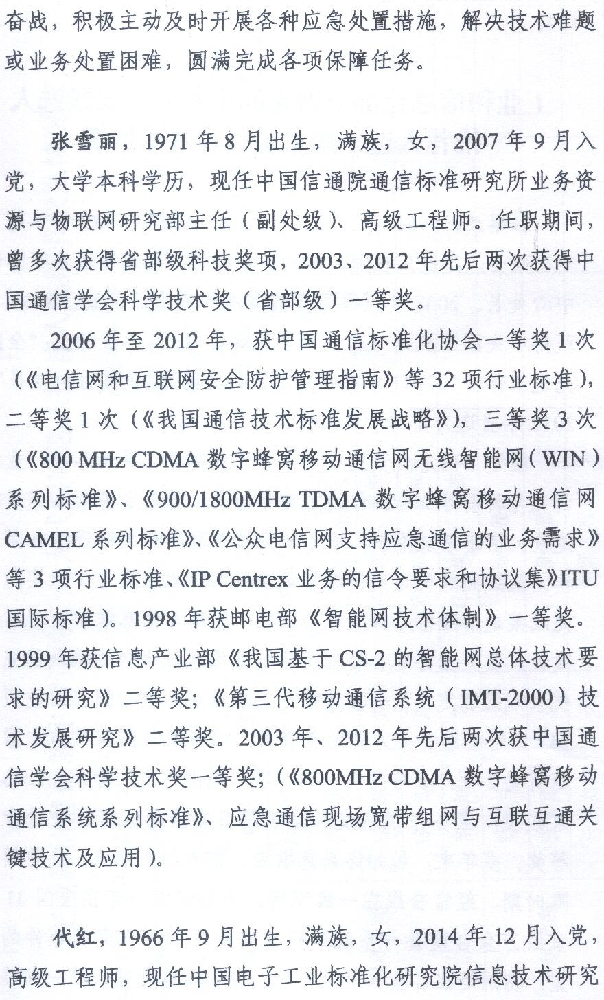 奋战，积极主动及时开展各种应急处置措施，解决技术难题
或业务处置困难，圆满完成各项保障任务。
张雪丽，1971 年 8 月出生，满族，女，2007 年 9 月入
党，大学本科学历，现任中国信通院通信标准研究所业务资
源与物联网研究部主任（副处级）、高级工程师。任职期间，
曾多次获得省部级科技奖项，2003、2012 年先后两次获得中
国通信学会科学技术奖（省部级）一等奖。
2006 年至 2012 年，获中国通信标准化协会一等奖 1 次
（《电信网和互联网安全防护管理指南》等 32 项行业标准），
二等奖 1 次（《我国通信技术标准发展战略》），三等奖 3 次
（《800 MHz CDMA 数字蜂窝移动通信网无线智能网（WIN）
系列标准》、《900/1800MHz TDMA 数字蜂窝移动通信网
CAMEL 系列标准》、《公众电信网支持应急通信的业务需求》
等 3 项行业标准、《IP Centrex 业务的信令要求和协议集》ITU
国际标准）。1998 年获邮电部《智能网技术体制》一等奖。
1999 年获信息产业部《我国基于 CS-2 的智能网总体技术要
求的研究》二等奖；《第三代移动通信系统（IMT-2000）技
术发展研究》二等奖。2003 年、2012 年先后两次获中国通
信学会科学技术奖一等奖；（《800MHz CDMA 数字蜂窝移动
通信系统系列标准》、应急通信现场宽带组网与互联互通关
键技术及应用）。
代红，1966 年 9 月出生，满族，女，2014 年 12 月入党，
高级工程师，现任中国电子工业标准化研究院信息技术研究